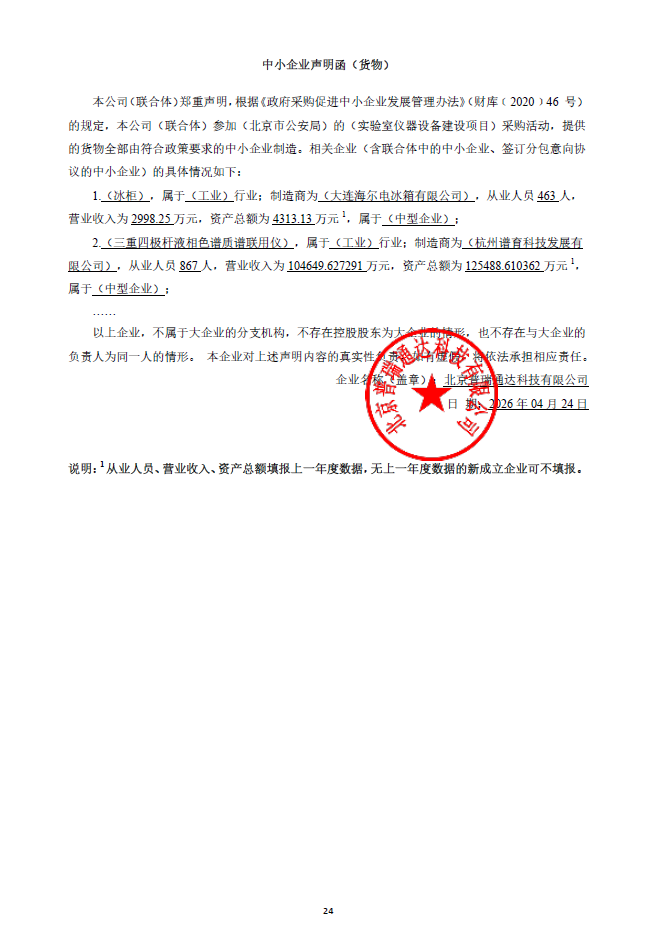 中小企业声明函（货物）
本公司（联合体）郑重声明，根据《政府采购促进中小企业发展管理办法》（财库﹝2020﹞46 号）
的规定，本公司（联合体）参加（北京市公安局）的（实验室仪器设备建设项目）采购活动，提供
的货物全部由符合政策要求的中小企业制造。相关企业（含联合体中的中小企业、签订分包意向协
议的中小企业）的具体情况如下：
1.（冰柜），属于（工业）行业；制造商为（大连海尔电冰箱有限公司），从业人员 463 人，
营业收入为 2998.25 万元，资产总额为 4313.13 万元 1，属于（中型企业）；
2.（三重四极杆液相色谱质谱联用仪），属于（工业）行业；制造商为（杭州谱育科技发展有
限公司），从业人员 867 人，营业收入为 104649.627291 万元，资产总额为 125488.610362 万元 1，
属于（中型企业）；
……
以上企业，不属于大企业的分支机构，不存在控股股东为大企业的情形，也不存在与大企业的
负责人为同一人的情形。 本企业对上述声明内容的真实性负责。如有虚假，将依法承担相应责任。
企业名称（盖章）：北京普瑞通达科技有限公司
日 期：2026 年 04 月 24 日
北京普瑞通达科技有限公司
说明：1 从业人员、营业收入、资产总额填报上一年度数据，无上一年度数据的新成立企业可不填报。
24